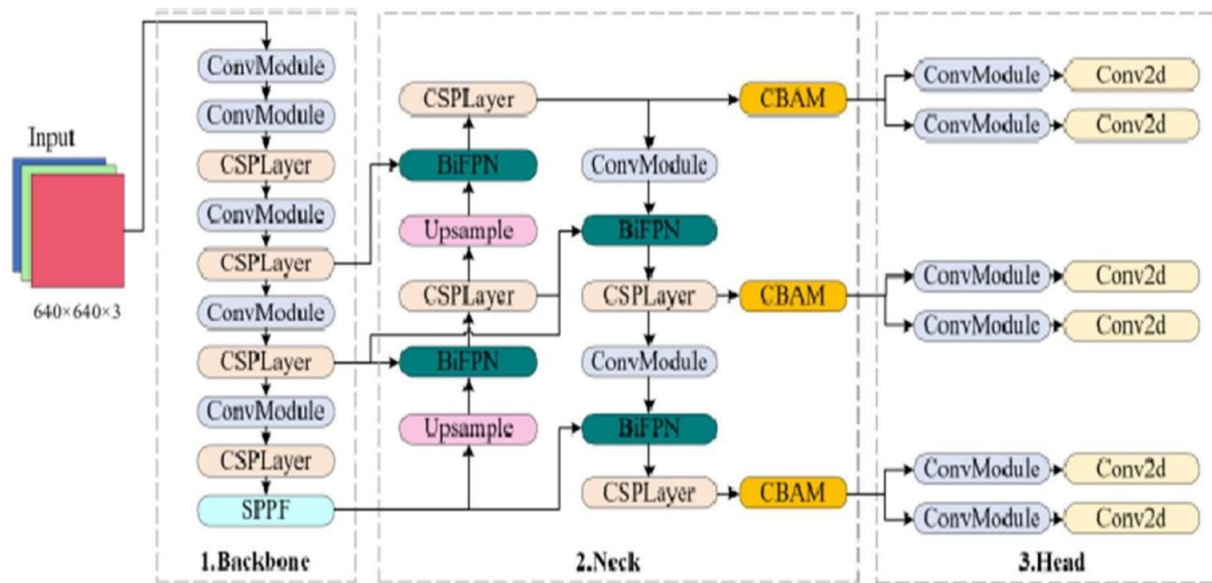 Input
640×640×3
ConvModule
ConvModule
CSPLayer
ConvModule
CSPLayer
ConvModule
CSPLayer
ConvModule
CSPLayer
SPPF
1.Backbone
CSPLayer
BiFPN
Upsample
CSPLayer
BiFPN
Upsample
ConvModule
BiFPN
CSPLayer
ConvModule
BiFPN
CSPLayer
CBAM
CBAM
CBAM
2.Neck
ConvModule Conv2d
ConvModule Conv2d
ConvModule Conv2d
ConvModule Conv2d
ConvModule Conv2d
ConvModule Conv2d
3.Head